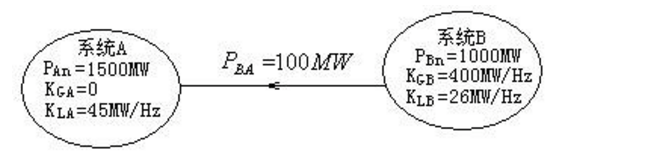 系统A
PAn=1500MW
KGA=0
KLA=45MW/Hz
PBA=100MW
系统B
PBn=1000MW
KGB=400MW/Hz
KLB=26MW/Hz